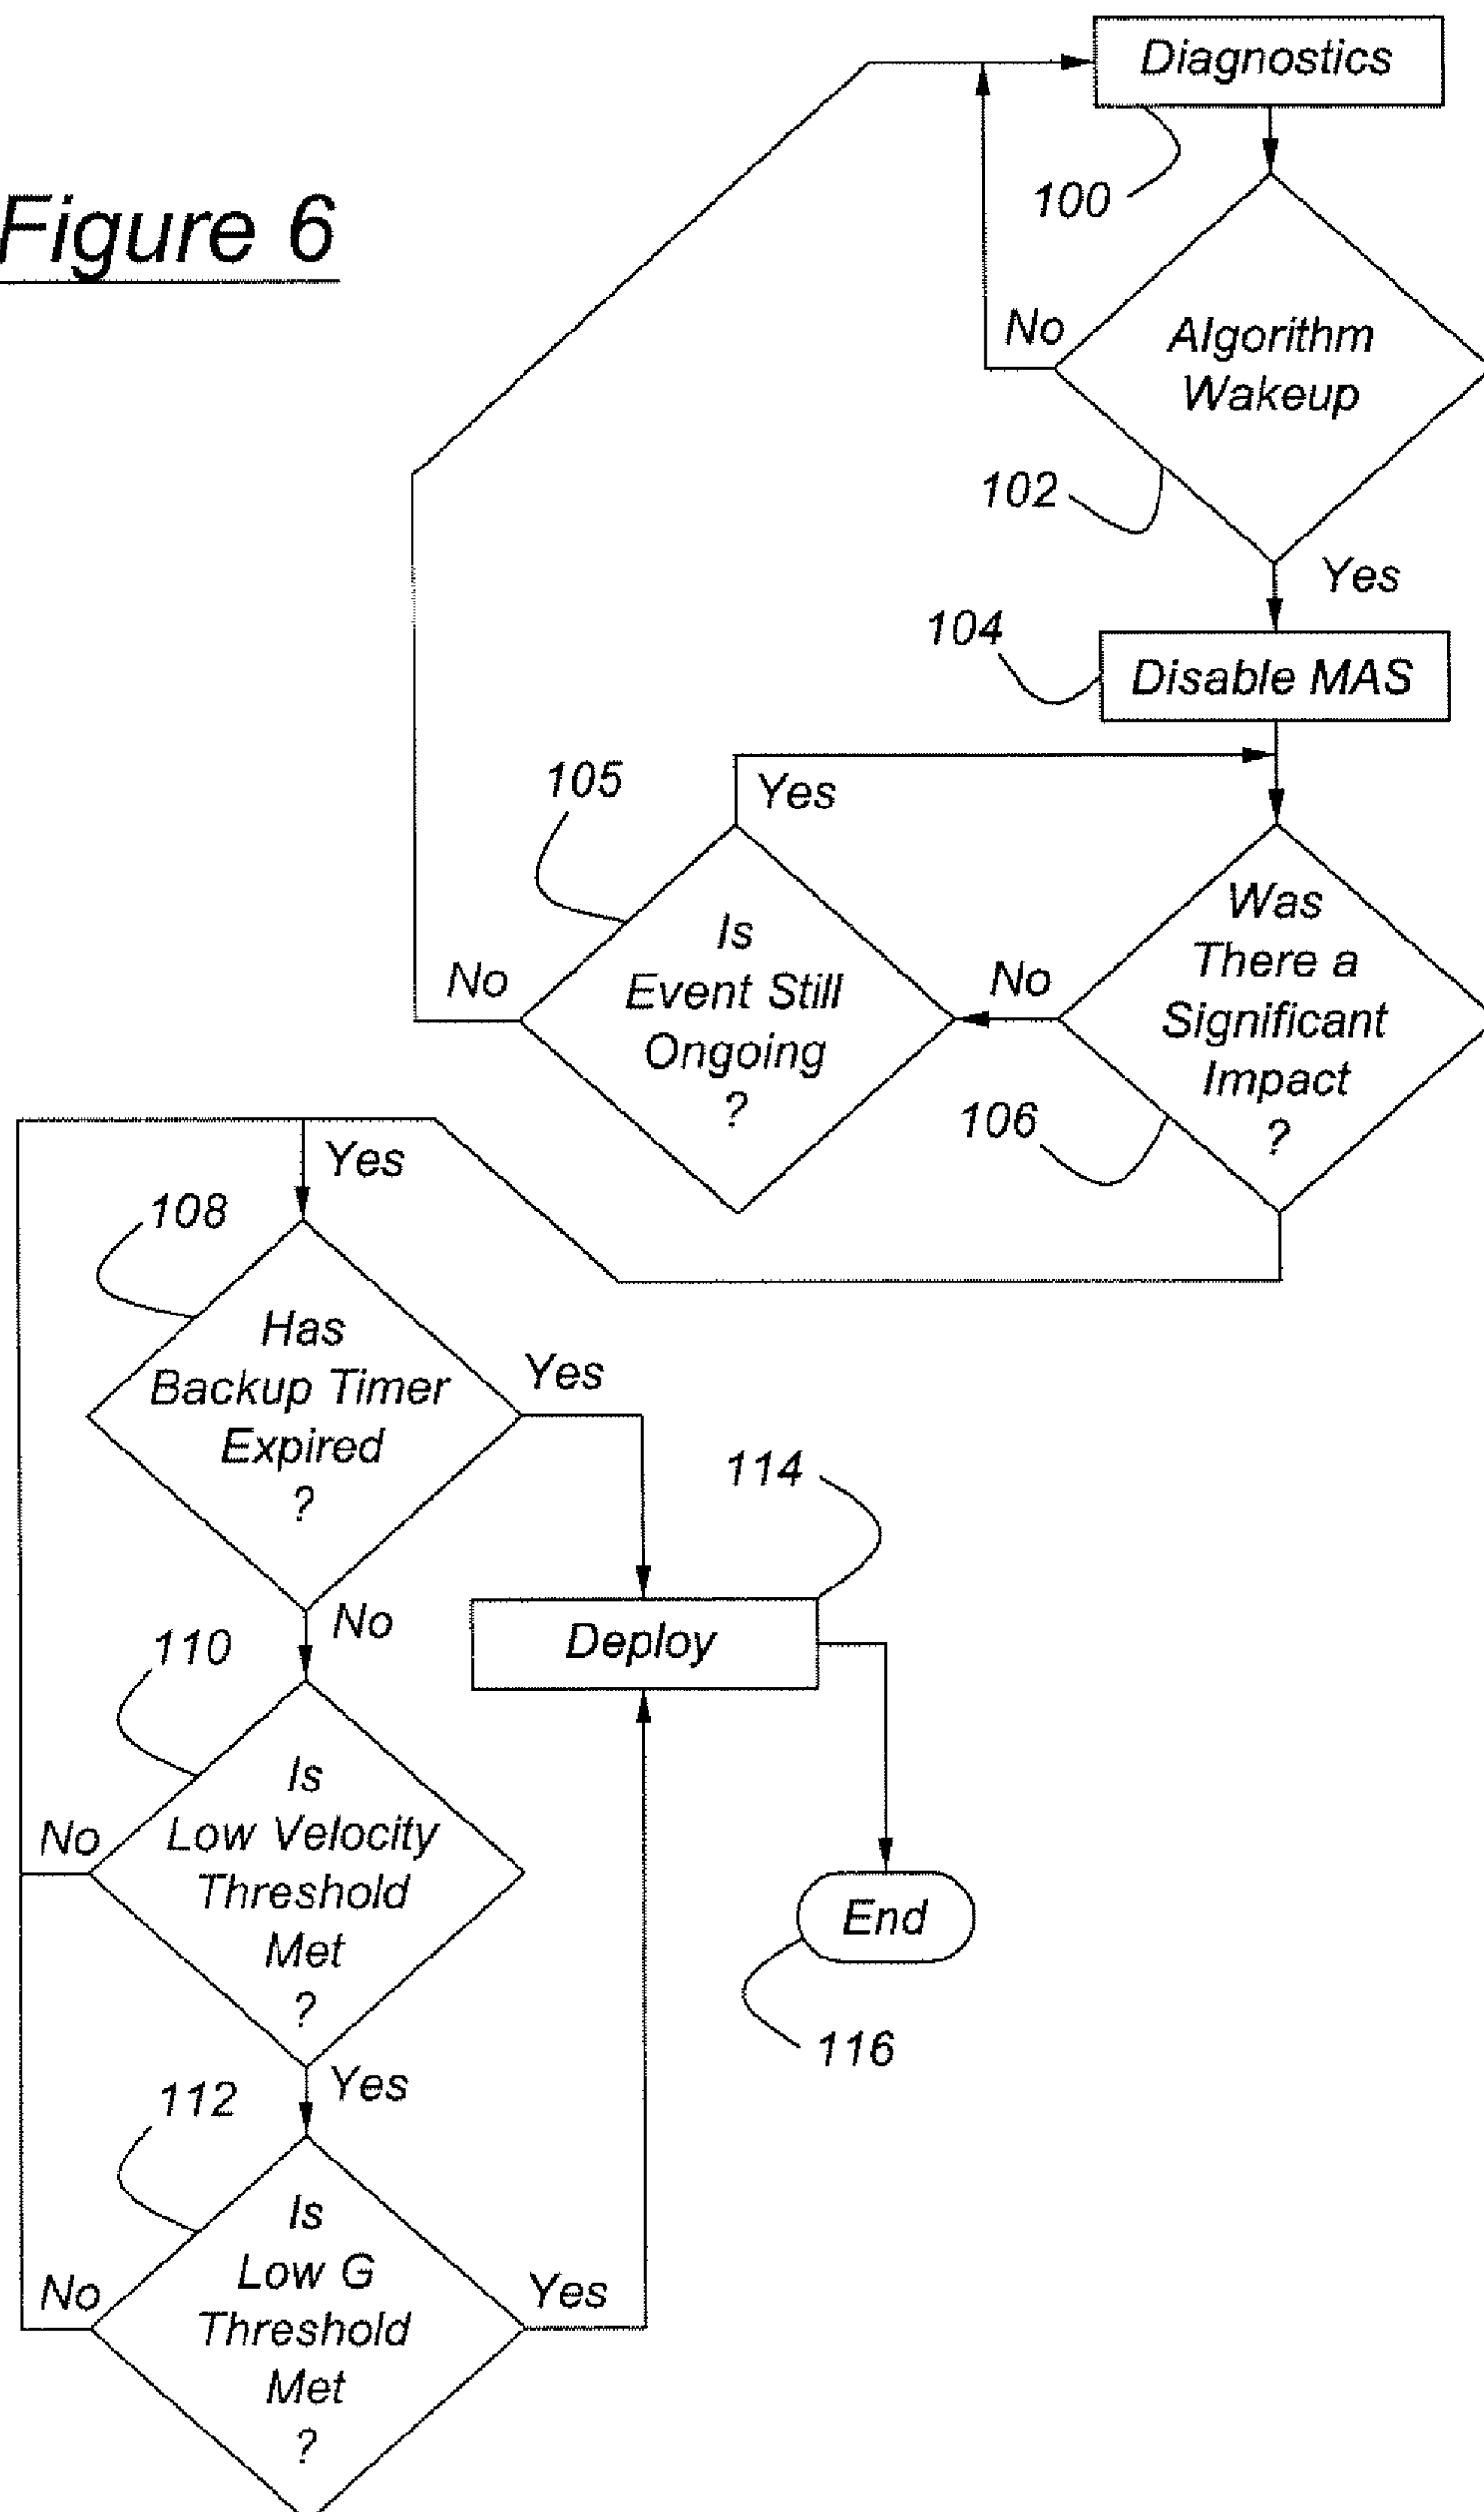 Figure 6
Diagnostics
100
No
Algorithm
Wakeup
102
Yes
104
Disable MAS
105
Yes
Is
Event Still
Ongoing
?
No
No
Was
There a
Significant
Impact
?
106
Yes
108
Has
Backup Timer
Expired
?
Yes
114
Deploy
No
110
Is
Low Velocity
Threshold
Met
?
No
End
116
Yes
112
Is
Low G
Threshold
Met
?
No
Yes